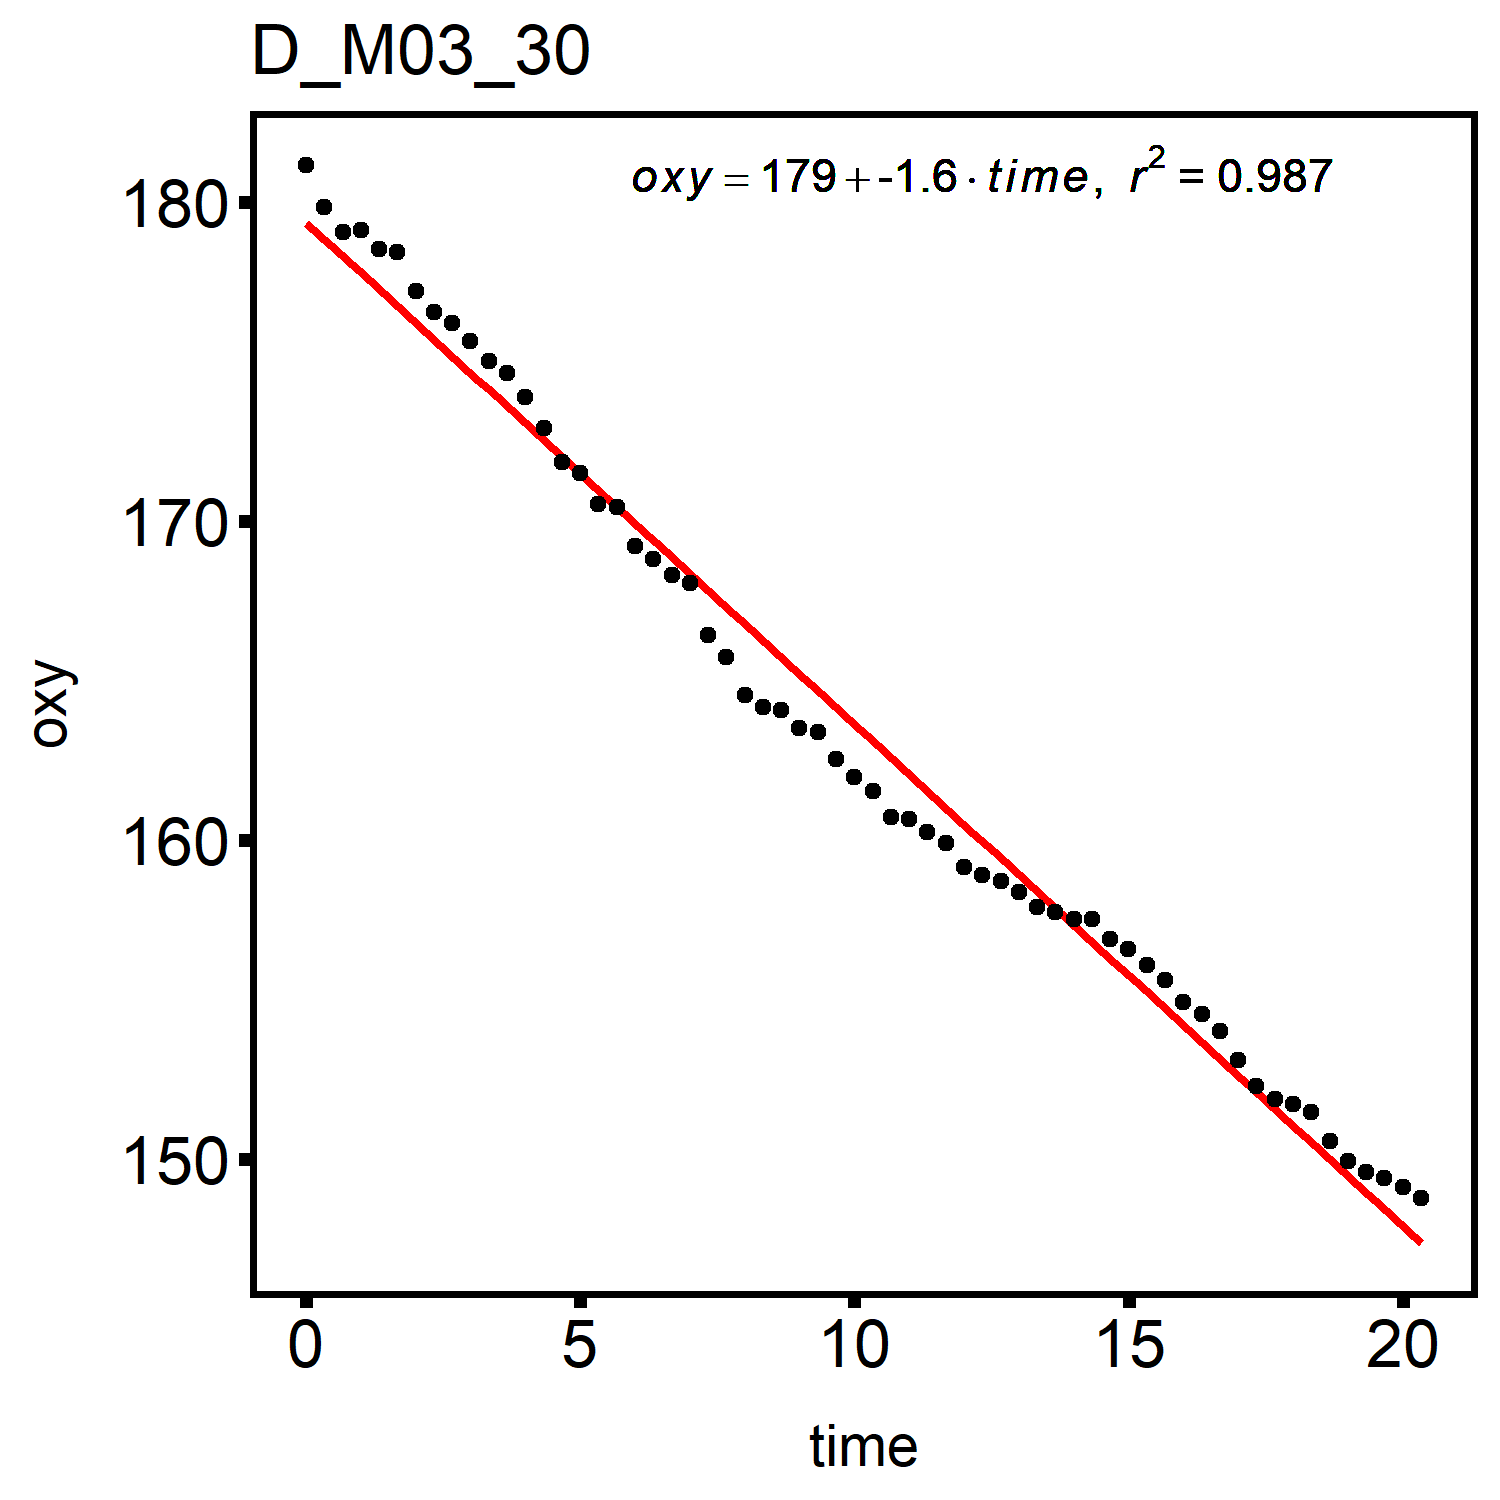 D_M03_30
oxy = 179 + -1.6 · time, r² = 0.987
180
170
160
150
oxy
0 5 10 15 20
time